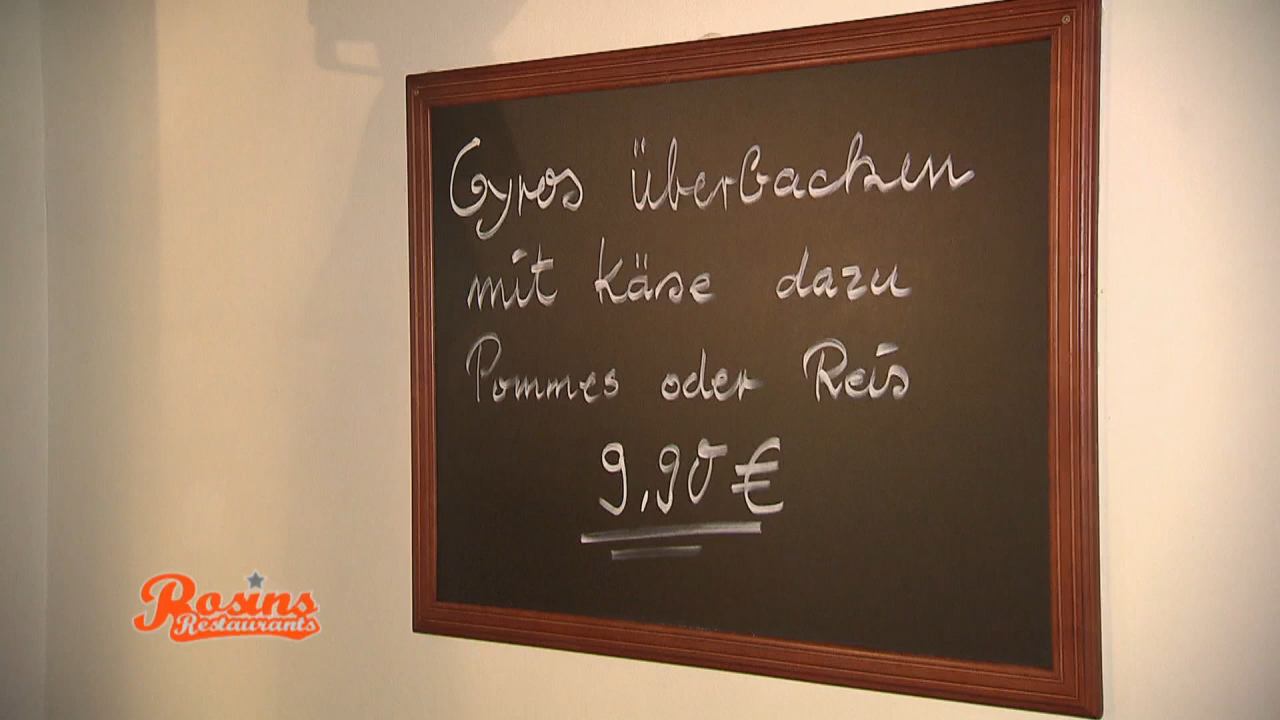 Gyros überbacken
mit Käse dazu
Pommes oder Reis
9,90 €
Rosins
Restaurants